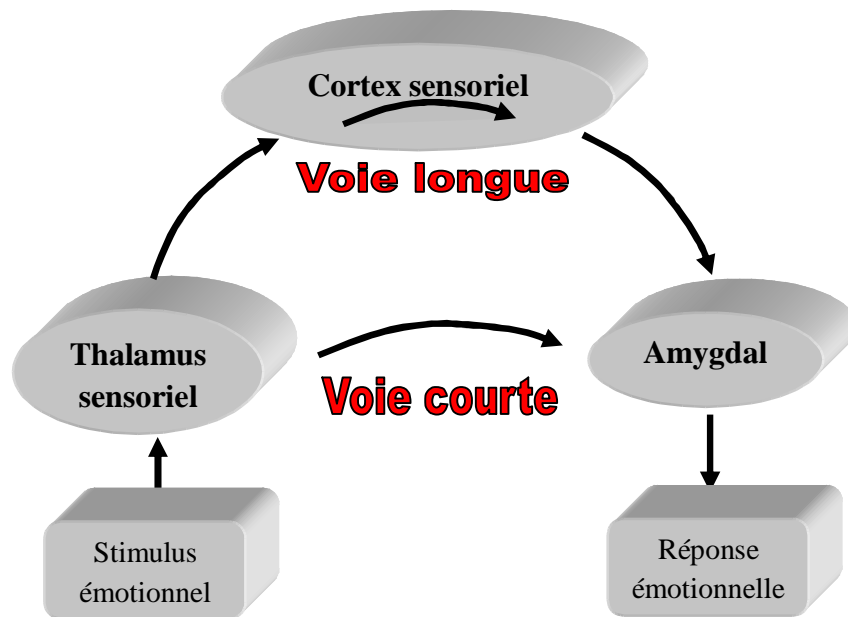 Cortex sensoriel
Voie longue
Thalamus
sensoriel
Amygdal
Voie courte
Stimulus
émotionnel
Réponse
émotionnelle